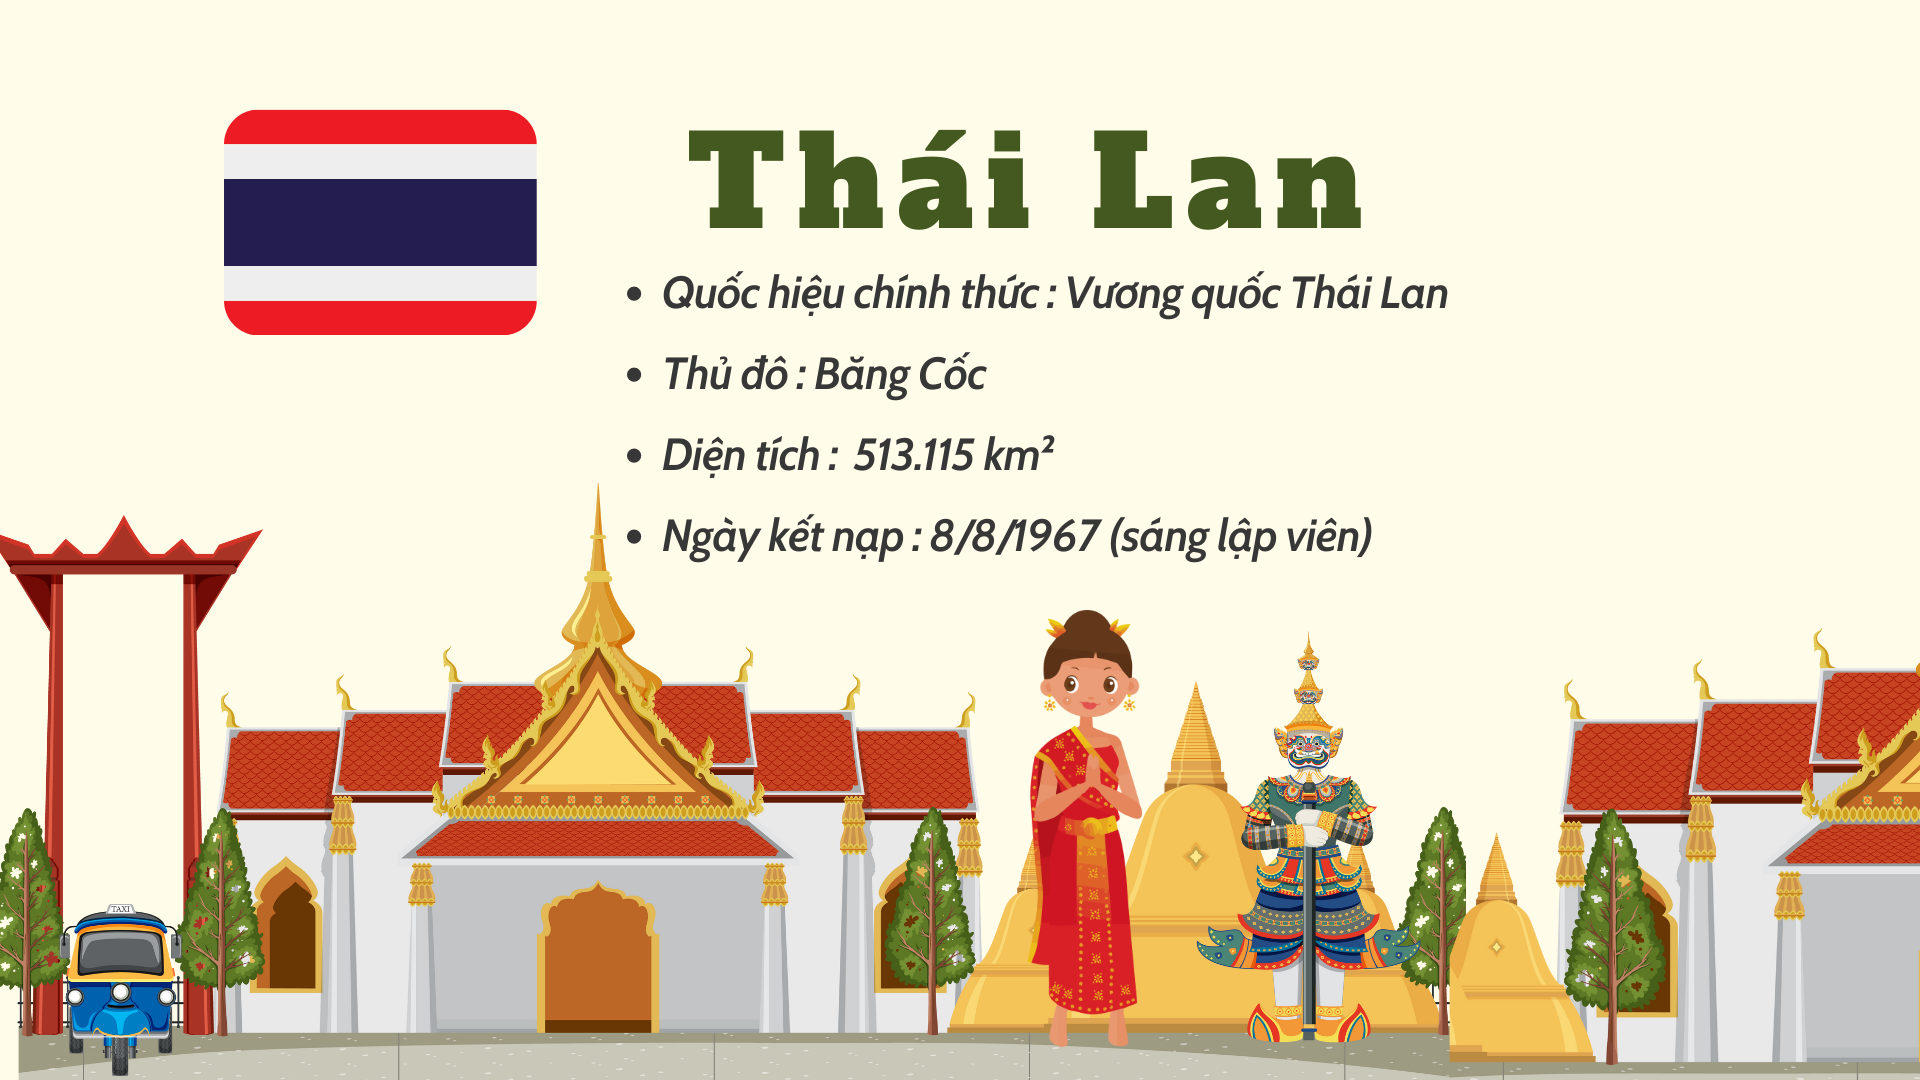 Thái Lan
Quốc hiệu chính thức : Vương quốc Thái Lan
Thủ đô : Băng Cốc
Diện tích : 513.115 km²
Ngày kết nạp : 8/8/1967 (sáng lập viên)
TAXI